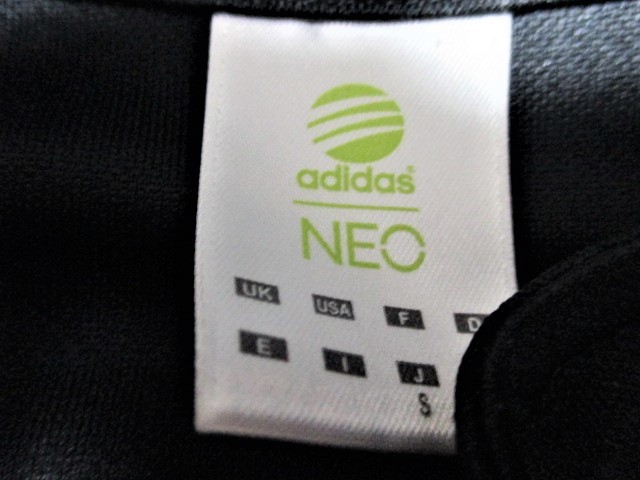 adidas®
NEO
UK USA F D
E I J
S